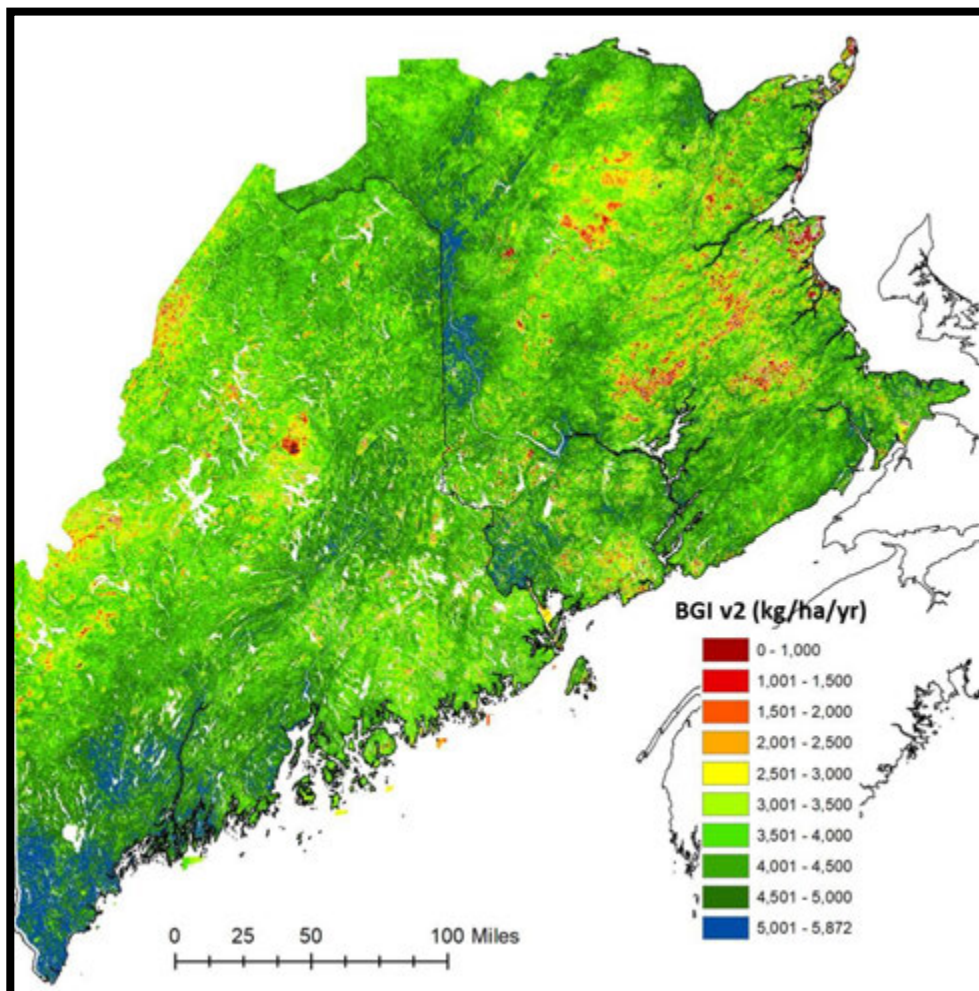 BGI v2 (kg/ha/yr)
0 - 1,000
1,001 - 1,500
1,501 - 2,000
2,001 - 2,500
2,501 - 3,000
3,001 - 3,500
3,501 - 4,000
4,001 - 4,500
4,501 - 5,000
5,001 - 5,872
0 25 50 100 Miles